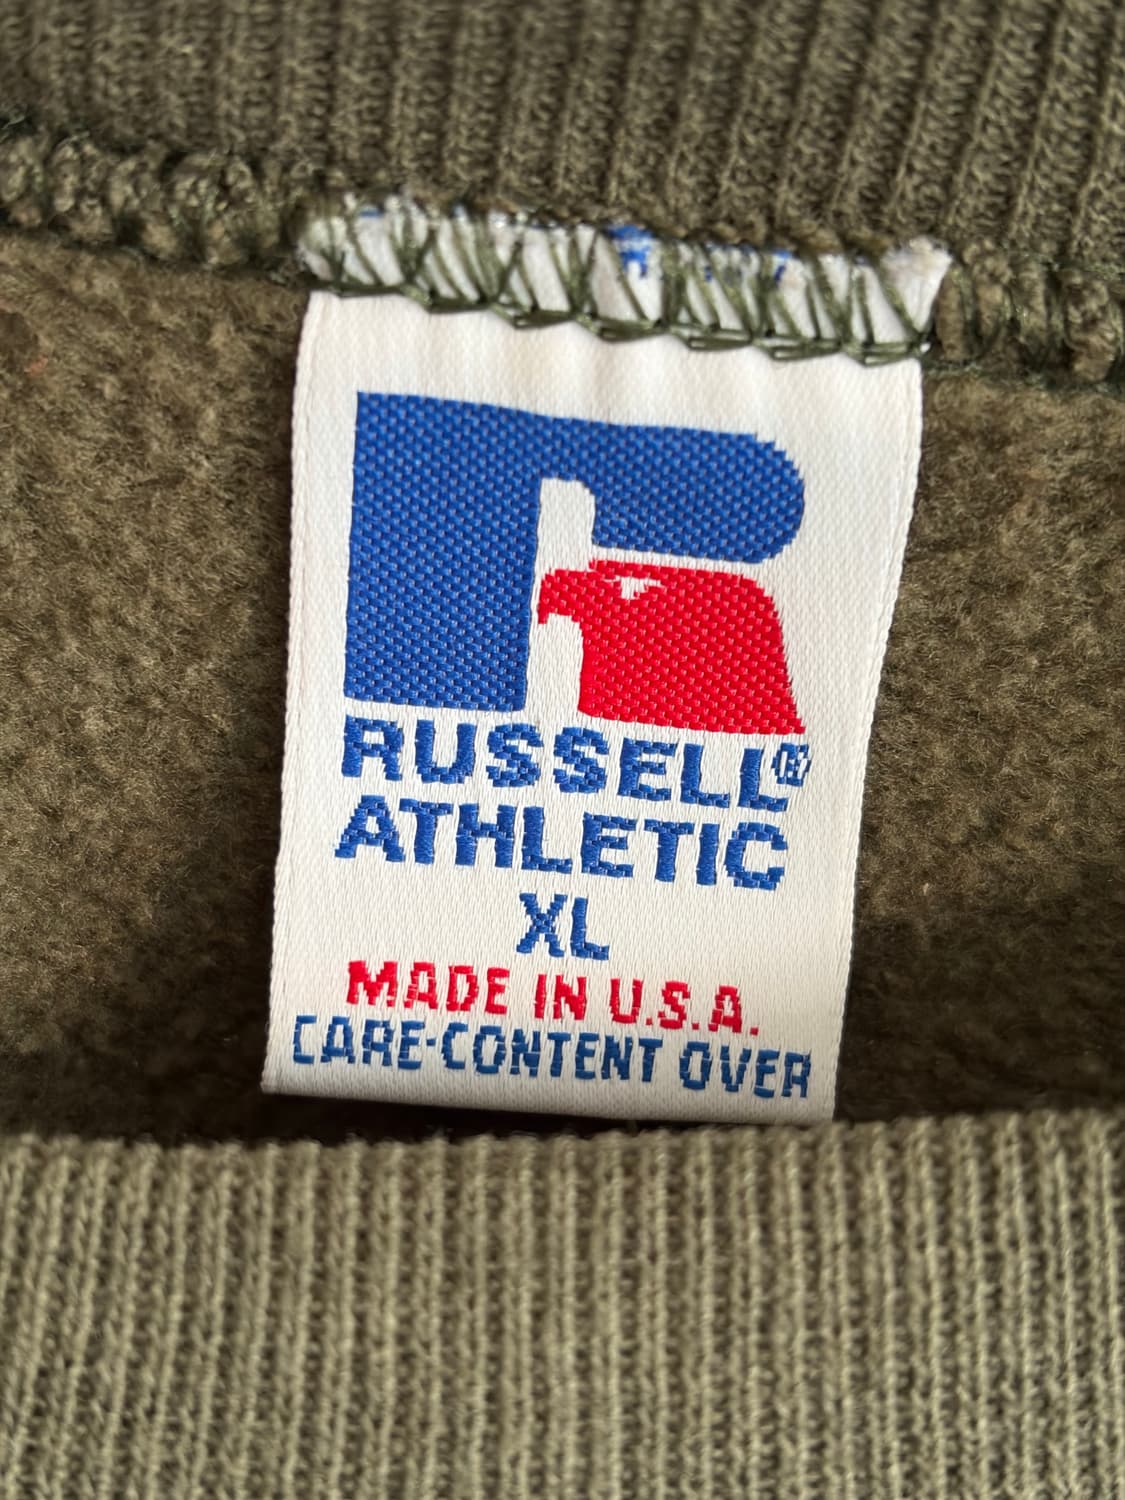 RUSSELL®
ATHLETIC
XL
MADE IN U.S.A.
CARE·CONTENT OVER